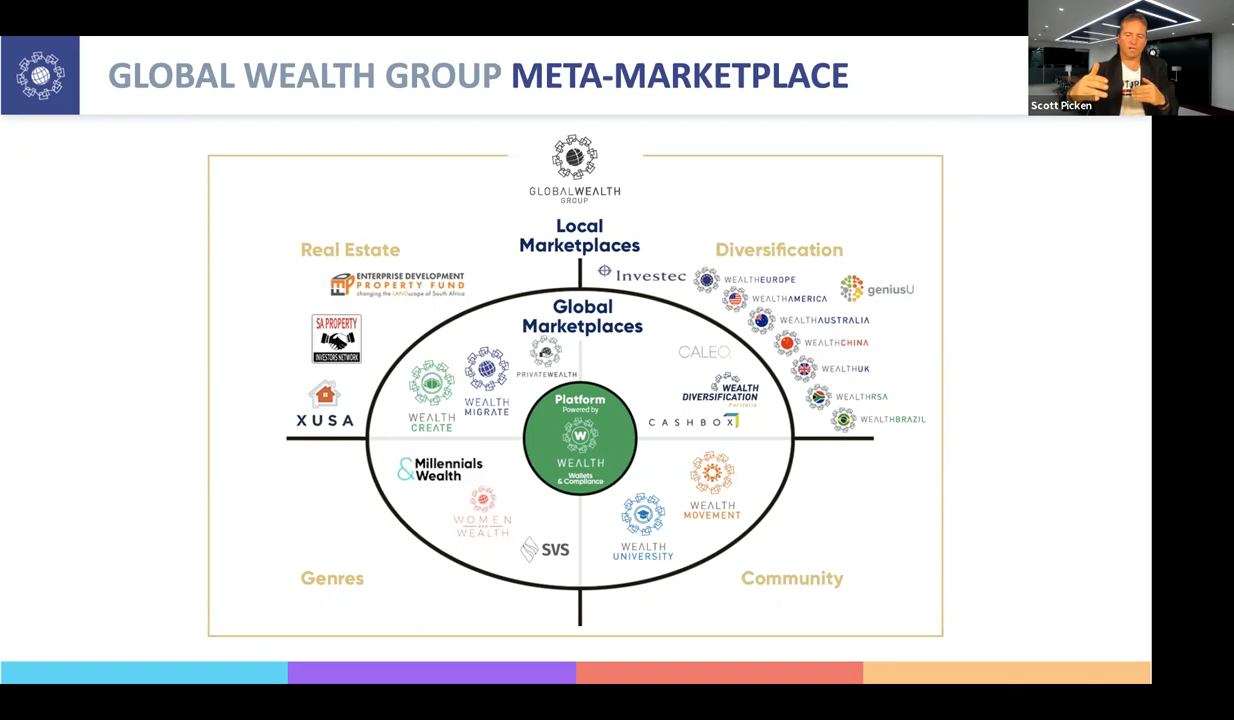 GLOBAL WEALTH GROUP META-MARKETPLACE
Scott Picken
GLOBALWEALTH
GROUP
Local
Marketplaces
Real Estate
Diversification
ENTERPRISE DEVELOPMENT
PROPERTY FUND
changing the LANDscape of South Africa
Investec
WEALTHEUROPE
geniusU
WEALTHAMERICA
WEALTHAUSTRALIA
WEALTHCHINA
WEALTHUK
WEALTHRSA
WEALTHBRAZIL
SA PROPERTY
INVESTORS NETWORK
XUSA
Global
Marketplaces
PRIVATEWEALTH
WEALTH
MIGRATE
WEALTH
CREATE
CALEO
WEALTH
DIVERSIFICATION
Portfolio
CASHBOX
Platform
Powered by
W
WEALTH
Wallets
& Compliance
& Millennials
Wealth
WOMEN
AND
WEALTH
SVS
WEALTH
UNIVERSITY
WEALTH
MOVEMENT
Genres
Community